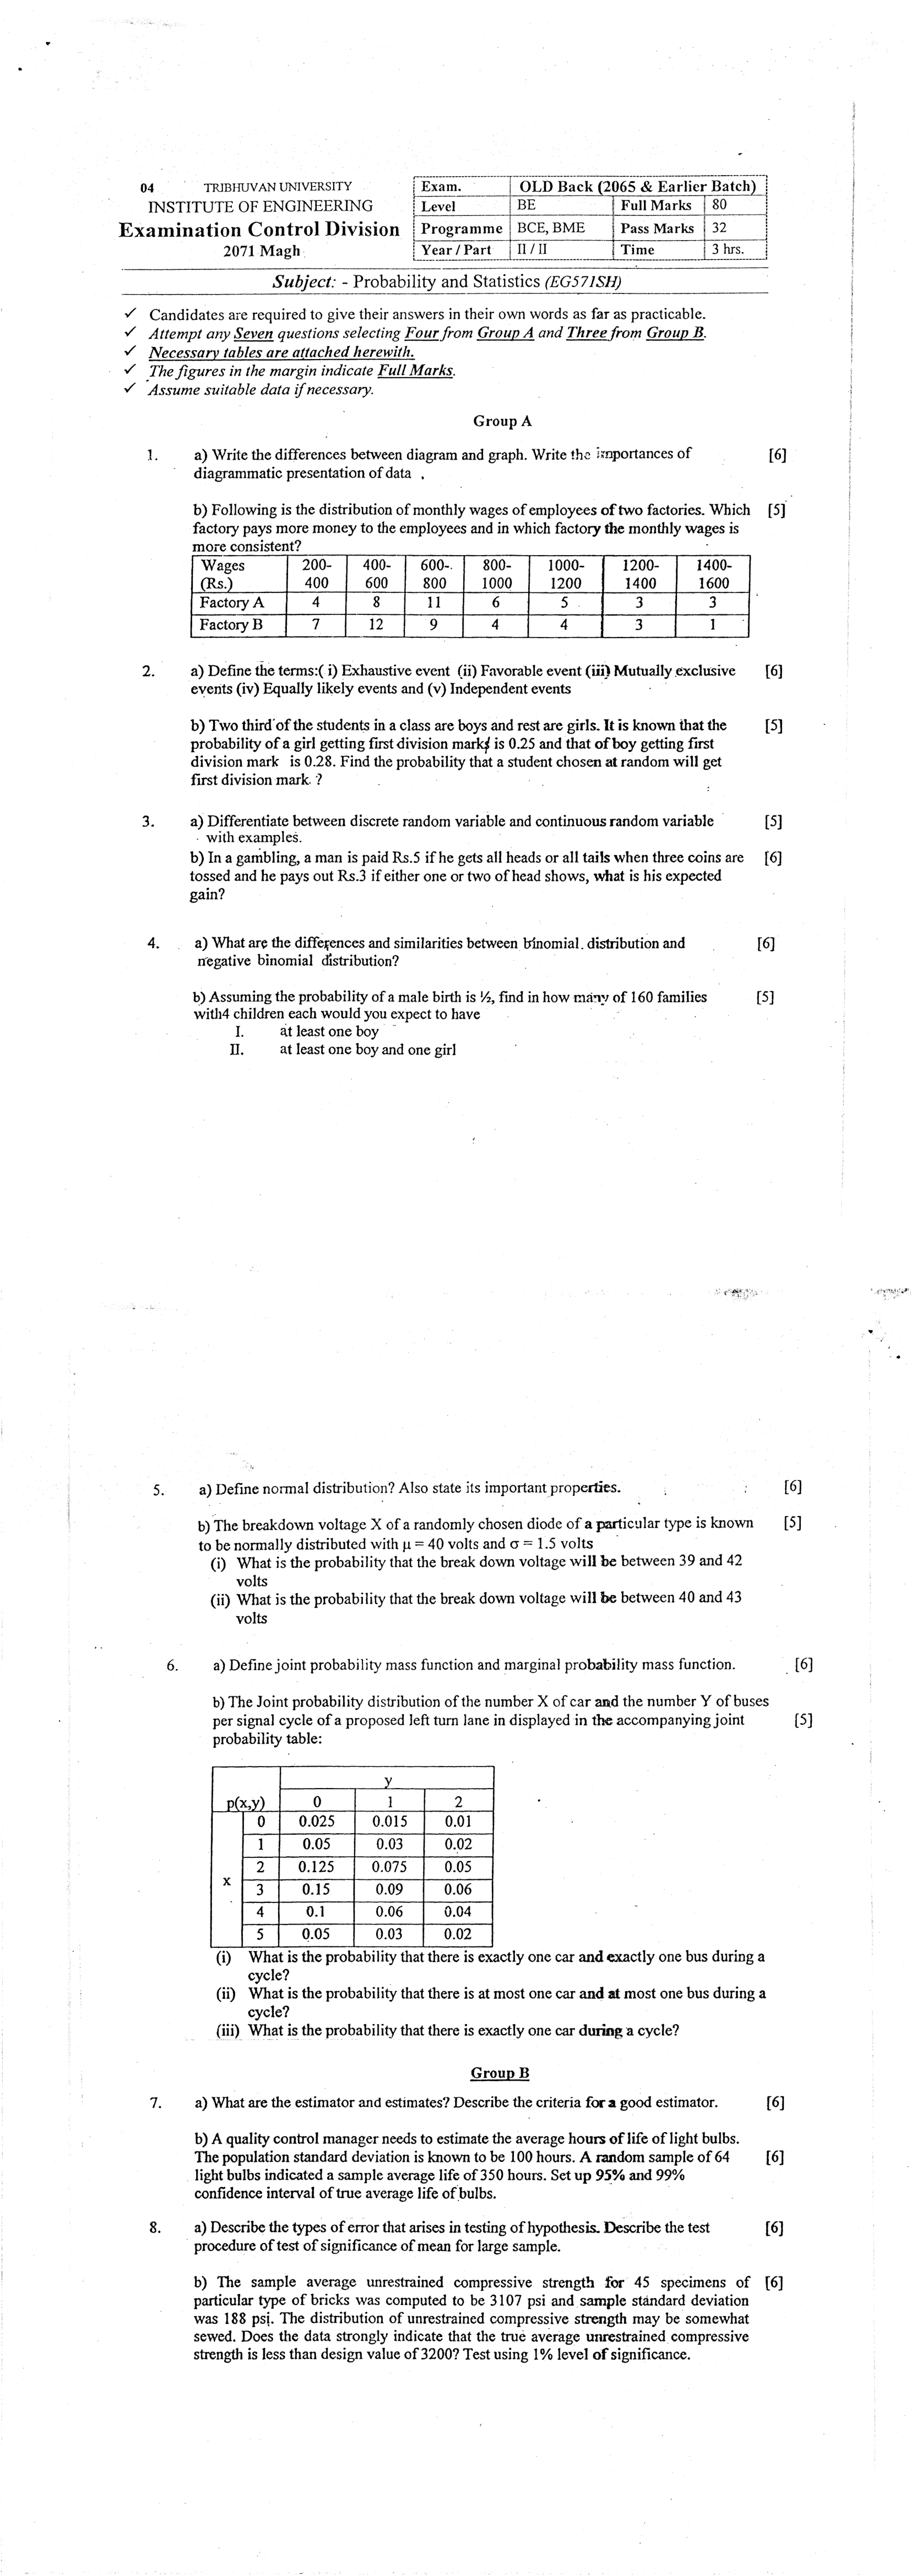 04 TRIBHUVAN UNIVERSITY
INSTITUTE OF ENGINEERING
Examination Control Division
2071 Magh
Exam. OLD Back (2065 & Earlier Batch)
Level BE Full Marks 80
Programme BCE, BME Pass Marks 32
Year / Part II / II Time 3 hrs.
Subject: - Probability and Statistics (EG571SH)
✓ Candidates are required to give their answers in their own words as far as practicable.
✓ Attempt any Seven questions selecting Four from Group A and Three from Group B.
✓ Necessary tables are attached herewith.
✓ The figures in the margin indicate Full Marks.
✓ Assume suitable data if necessary.
Group A
1. a) Write the differences between diagram and graph. Write the importances of [6]
diagrammatic presentation of data .
b) Following is the distribution of monthly wages of employees of two factories. Which [5]
factory pays more money to the employees and in which factory the monthly wages is
more consistent?
Wages 200- 400- 600- 800- 1000- 1200- 1400-
(Rs.) 400 600 800 1000 1200 1400 1600
Factory A 4 8 11 6 5 3 3
Factory B 7 12 9 4 4 3 1
2. a) Define the terms:( i) Exhaustive event (ii) Favorable event (iii) Mutually exclusive [6]
events (iv) Equally likely events and (v) Independent events
b) Two third of the students in a class are boys and rest are girls. It is known that the [5]
probability of a girl getting first division marks is 0.25 and that of boy getting first
division mark is 0.28. Find the probability that a student chosen at random will get
first division mark ?
3. a) Differentiate between discrete random variable and continuous random variable [5]
with examples.
b) In a gambling, a man is paid Rs.5 if he gets all heads or all tails when three coins are [6]
tossed and he pays out Rs.3 if either one or two of head shows, what is his expected
gain?
4. a) What are the differences and similarities between binomial distribution and [6]
negative binomial distribution?
b) Assuming the probability of a male birth is ½, find in how many of 160 families [5]
with4 children each would you expect to have
I. at least one boy
II. at least one boy and one girl
5. a) Define normal distribution? Also state its important properties. [6]
b) The breakdown voltage X of a randomly chosen diode of a particular type is known [5]
to be normally distributed with μ = 40 volts and σ = 1.5 volts
(i) What is the probability that the break down voltage will be between 39 and 42
volts
(ii) What is the probability that the break down voltage will be between 40 and 43
volts
6. a) Define joint probability mass function and marginal probability mass function. [6]
b) The Joint probability distribution of the number X of car and the number Y of buses
per signal cycle of a proposed left turn lane in displayed in the accompanying joint [5]
probability table:
y
p(x,y) 0 1 2
0 0.025 0.015 0.01
1 0.05 0.03 0.02
2 0.125 0.075 0.05
x 3 0.15 0.09 0.06
4 0.1 0.06 0.04
5 0.05 0.03 0.02
(i) What is the probability that there is exactly one car and exactly one bus during a
cycle?
(ii) What is the probability that there is at most one car and at most one bus during a
cycle?
(iii) What is the probability that there is exactly one car during a cycle?
Group B
7. a) What are the estimator and estimates? Describe the criteria for a good estimator. [6]
b) A quality control manager needs to estimate the average hours of life of light bulbs.
The population standard deviation is known to be 100 hours. A random sample of 64 [6]
light bulbs indicated a sample average life of 350 hours. Set up 95% and 99%
confidence interval of true average life of bulbs.
8. a) Describe the types of error that arises in testing of hypothesis. Describe the test [6]
procedure of test of significance of mean for large sample.
b) The sample average unrestrained compressive strength for 45 specimens of [6]
particular type of bricks was computed to be 3107 psi and sample standard deviation
was 188 psi. The distribution of unrestrained compressive strength may be somewhat
sewed. Does the data strongly indicate that the true average unrestrained compressive
strength is less than design value of 3200? Test using 1% level of significance.